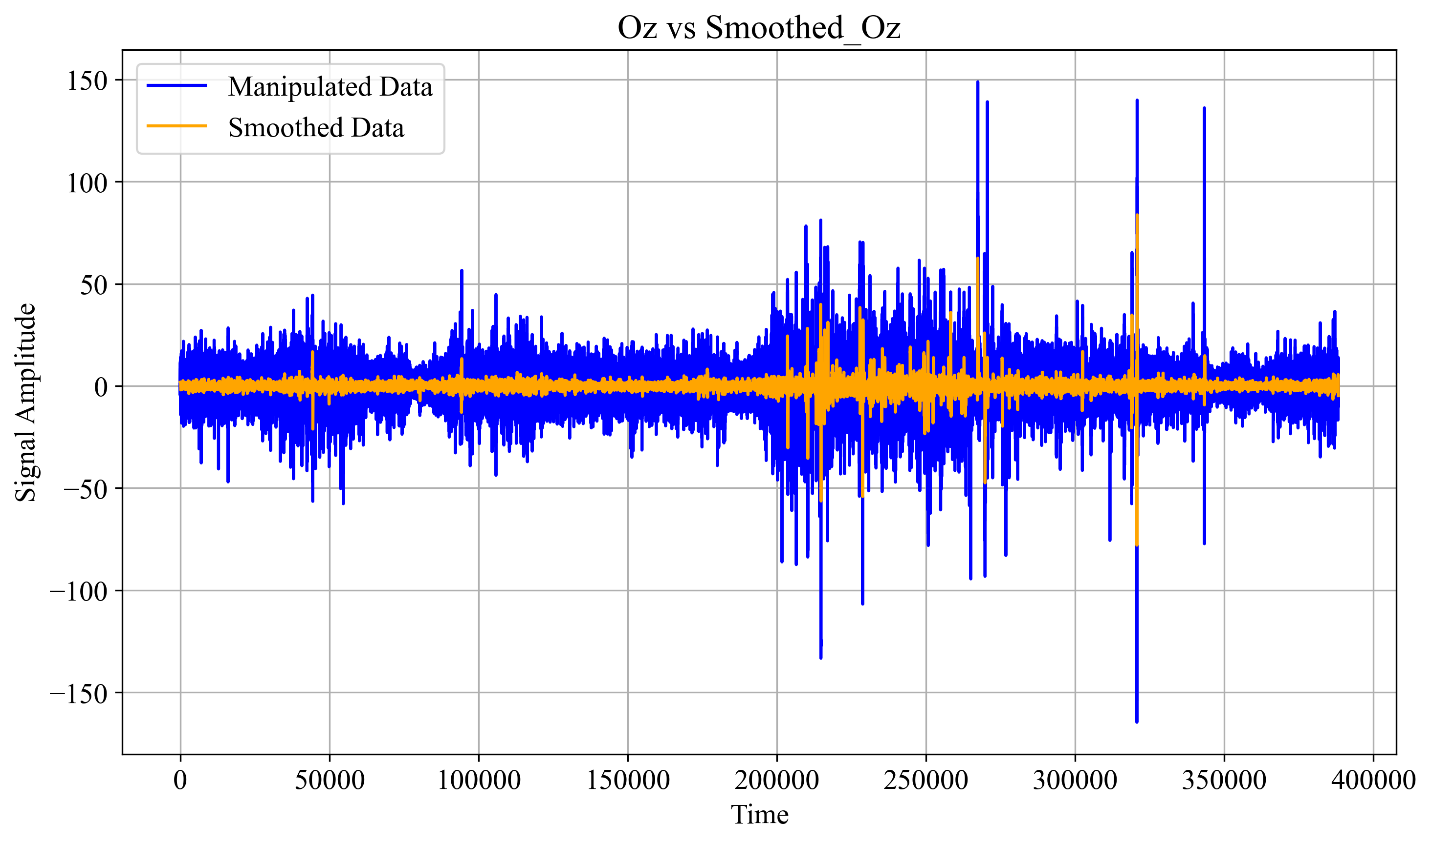 Oz vs Smoothed_Oz
Manipulated Data
Smoothed Data
Signal Amplitude
150
100
50
0
−50
−100
−150
0 50000 100000 150000 200000 250000 300000 350000 400000
Time